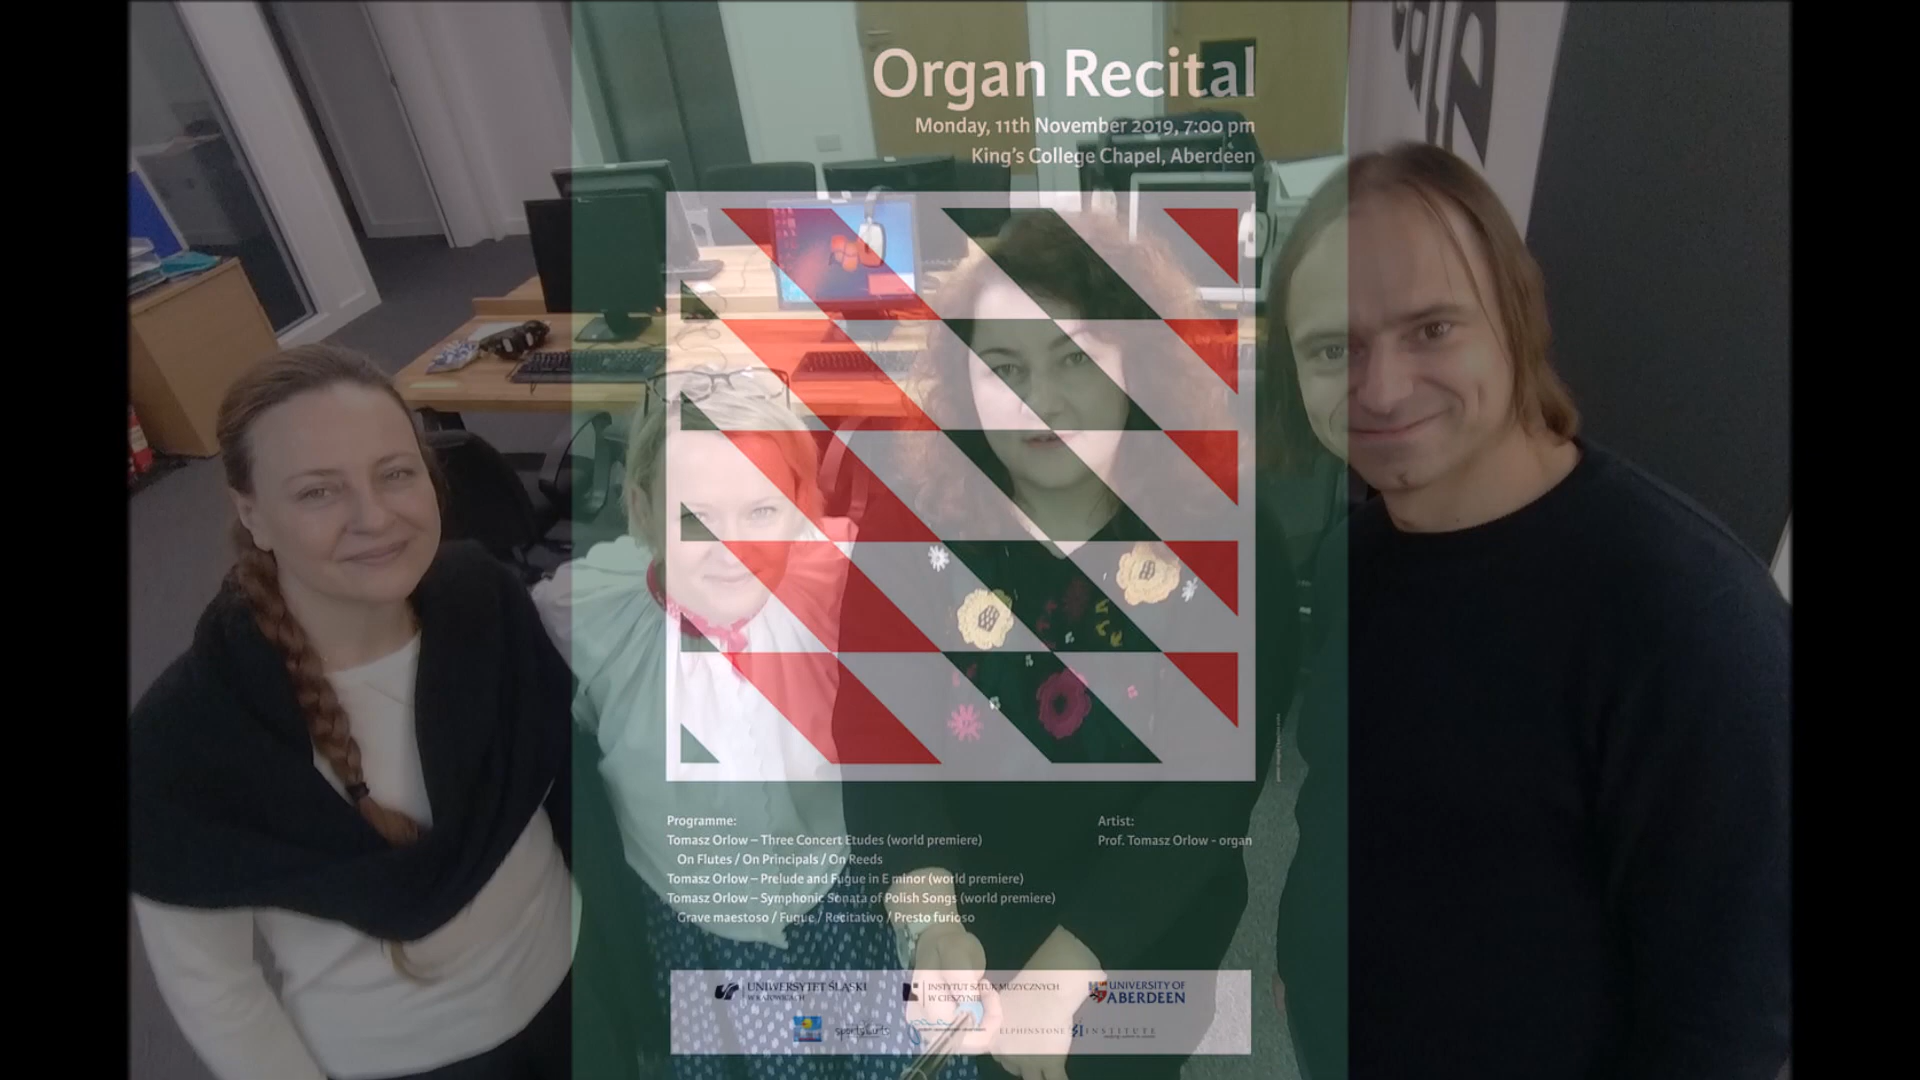 Organ Recital
Monday, 11th November 2019, 7:00 pm
King's College Chapel, Aberdeen
Programme:
Tomasz Orlow – Three Concert Etudes (world premiere)
On Flutes / On Principals / On Reeds
Tomasz Orlow – Prelude and Fugue in E minor (world premiere)
Tomasz Orlow – Symphonic Sonata of Polish Songs (world premiere)
Grave maestoso / Fugue / Recitativo / Presto furioso
Artist:
Prof. Tomasz Orlow - organ
UNIWERSYTET ŚLĄSKI
W KATOWICACH
INSTYTUT SZTUK MUZYCZNYCH
W CIESZYNIE
UNIVERSITY OF
ABERDEEN
ELPHINSTONE INSTITUTE